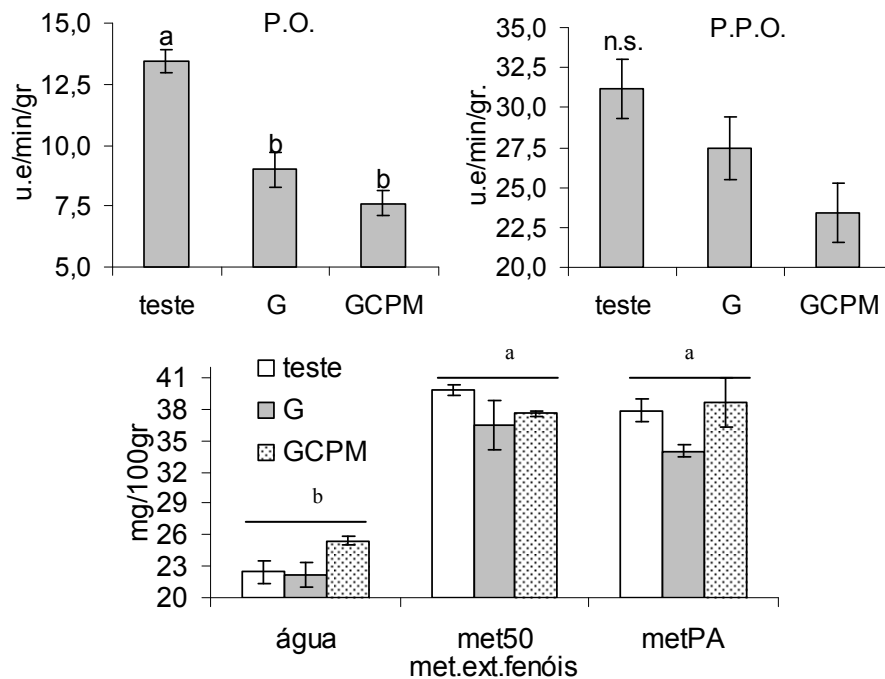 P.O.
u.e/min/gr
15,0
12,5
10,0
7,5
5,0
a
b
b
teste G GCPM
P.P.O.
u.e/min/gr.
35,0
32,5
30,0
27,5
25,0
22,5
20,0
n.s.
teste G GCPM
teste
G
GCPM
mg/100gr
41
38
35
32
29
26
23
20
b
a
a
água met50 metPA
met.ext.fenóis